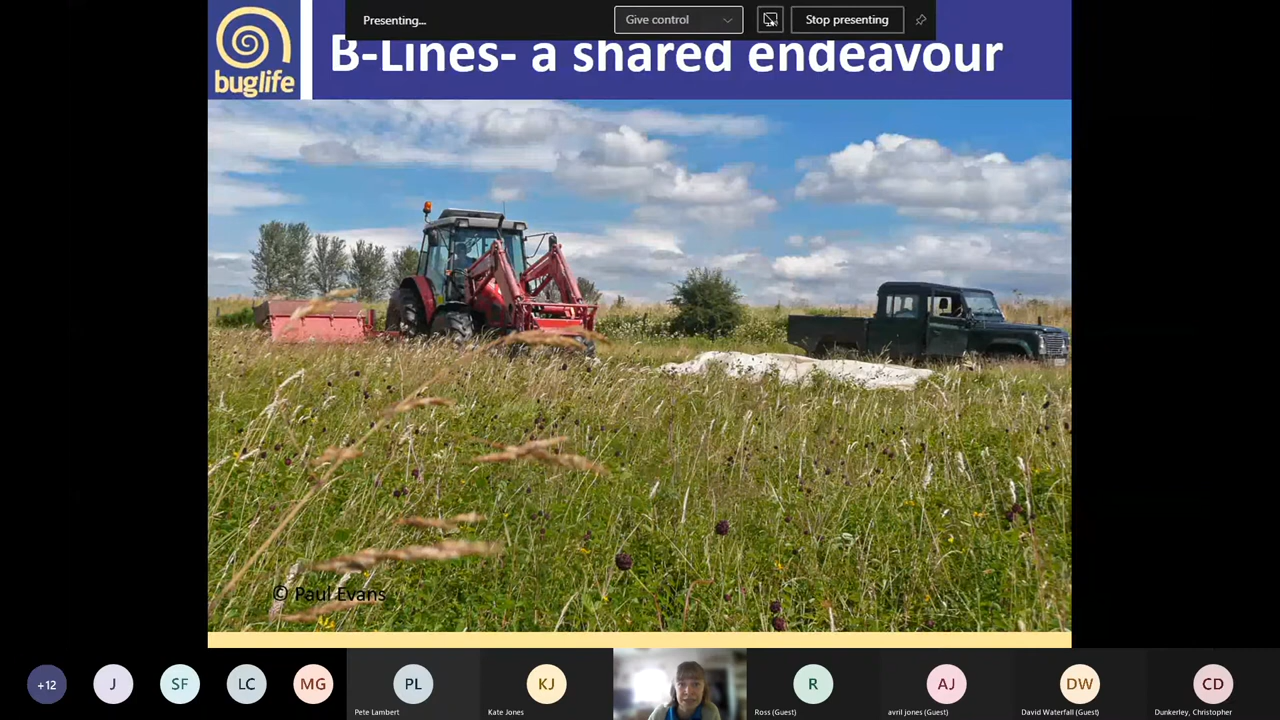 Presenting...
Give control
Stop presenting
buglife
B-Lines- a shared endeavour
© Paul Evans
+12
J
SF
LC
MG
PL
KJ
R
AJ
DW
CD
Pete Lambert
Kate Jones
Ross (Guest)
avril jones (Guest)
David Waterfall (Guest)
Dunkerley, Christopher